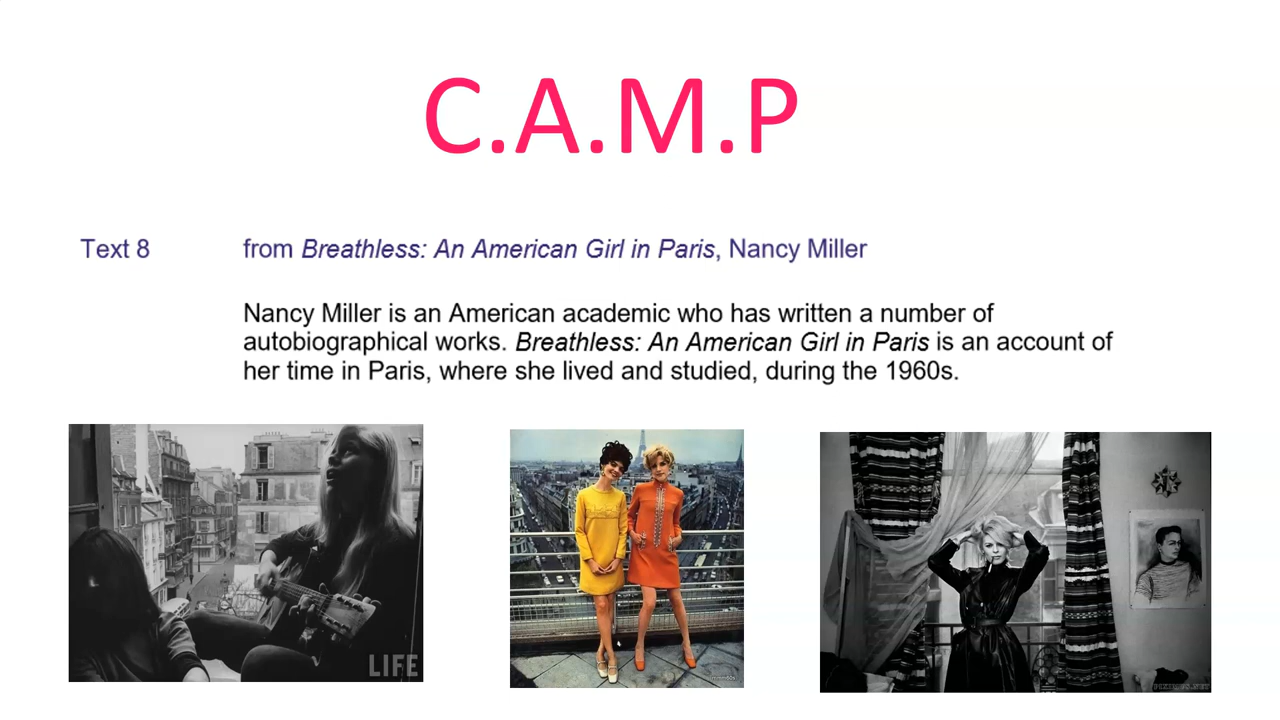 C.A.M.P
Text 8 from Breathless: An American Girl in Paris, Nancy Miller
Nancy Miller is an American academic who has written a number of
autobiographical works. Breathless: An American Girl in Paris is an account of
her time in Paris, where she lived and studied, during the 1960s.
LIFE